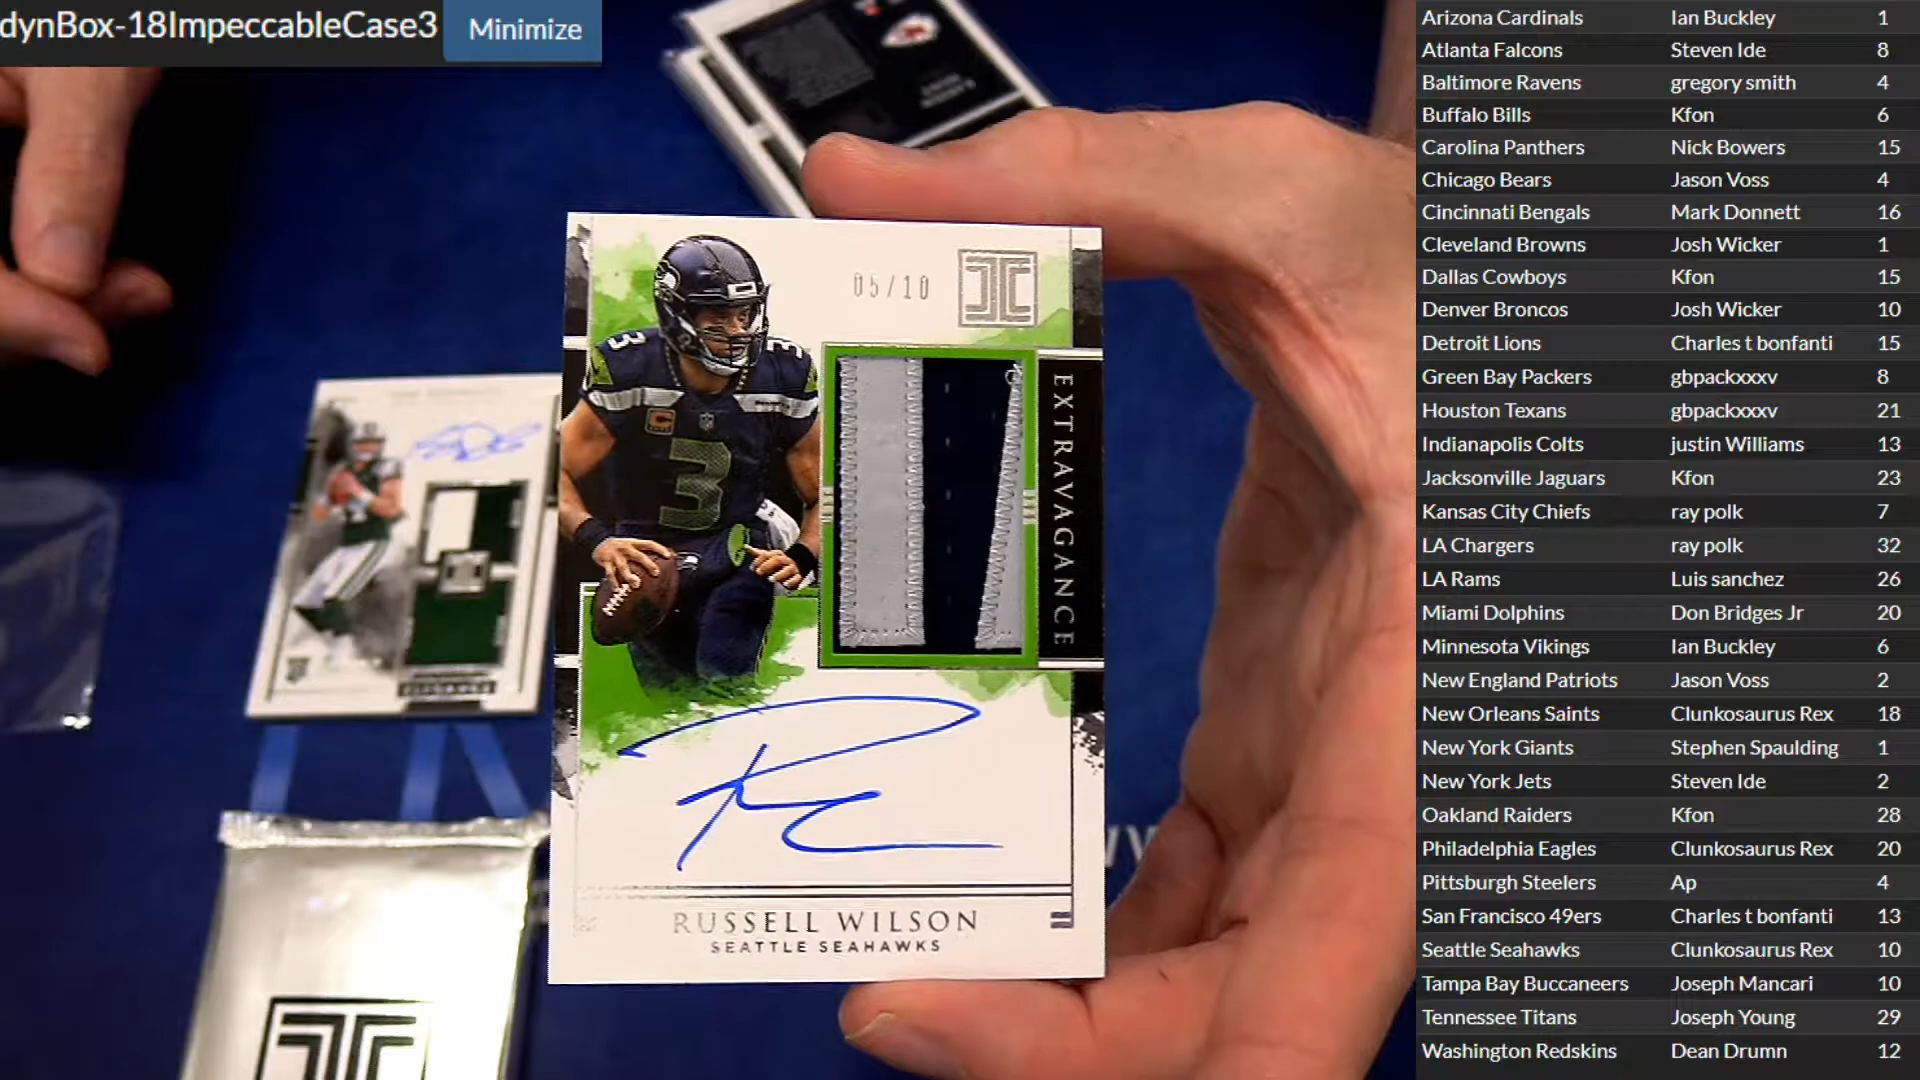 dynBox-18ImpeccableCase3
Minimize
05/10
3
3
3
EXTRAVAGANCE
RUSSELL WILSON
SEATTLE SEAHAWKS
Arizona Cardinals Ian Buckley 1
Atlanta Falcons Steven Ide 8
Baltimore Ravens gregory smith 4
Buffalo Bills Kfon 6
Carolina Panthers Nick Bowers 15
Chicago Bears Jason Voss 4
Cincinnati Bengals Mark Donnett 16
Cleveland Browns Josh Wicker 1
Dallas Cowboys Kfon 15
Denver Broncos Josh Wicker 10
Detroit Lions Charles t bonfanti 15
Green Bay Packers gbpackxxxv 8
Houston Texans gbpackxxxv 21
Indianapolis Colts justin Williams 13
Jacksonville Jaguars Kfon 23
Kansas City Chiefs ray polk 7
LA Chargers ray polk 32
LA Rams Luis sanchez 26
Miami Dolphins Don Bridges Jr 20
Minnesota Vikings Ian Buckley 6
New England Patriots Jason Voss 2
New Orleans Saints Clunkosaurus Rex 18
New York Giants Stephen Spaulding 1
New York Jets Steven Ide 2
Oakland Raiders Kfon 28
Philadelphia Eagles Clunkosaurus Rex 20
Pittsburgh Steelers Ap 4
San Francisco 49ers Charles t bonfanti 13
Seattle Seahawks Clunkosaurus Rex 10
Tampa Bay Buccaneers Joseph Mancari 10
Tennessee Titans Joseph Young 29
Washington Redskins Dean Drumn 12